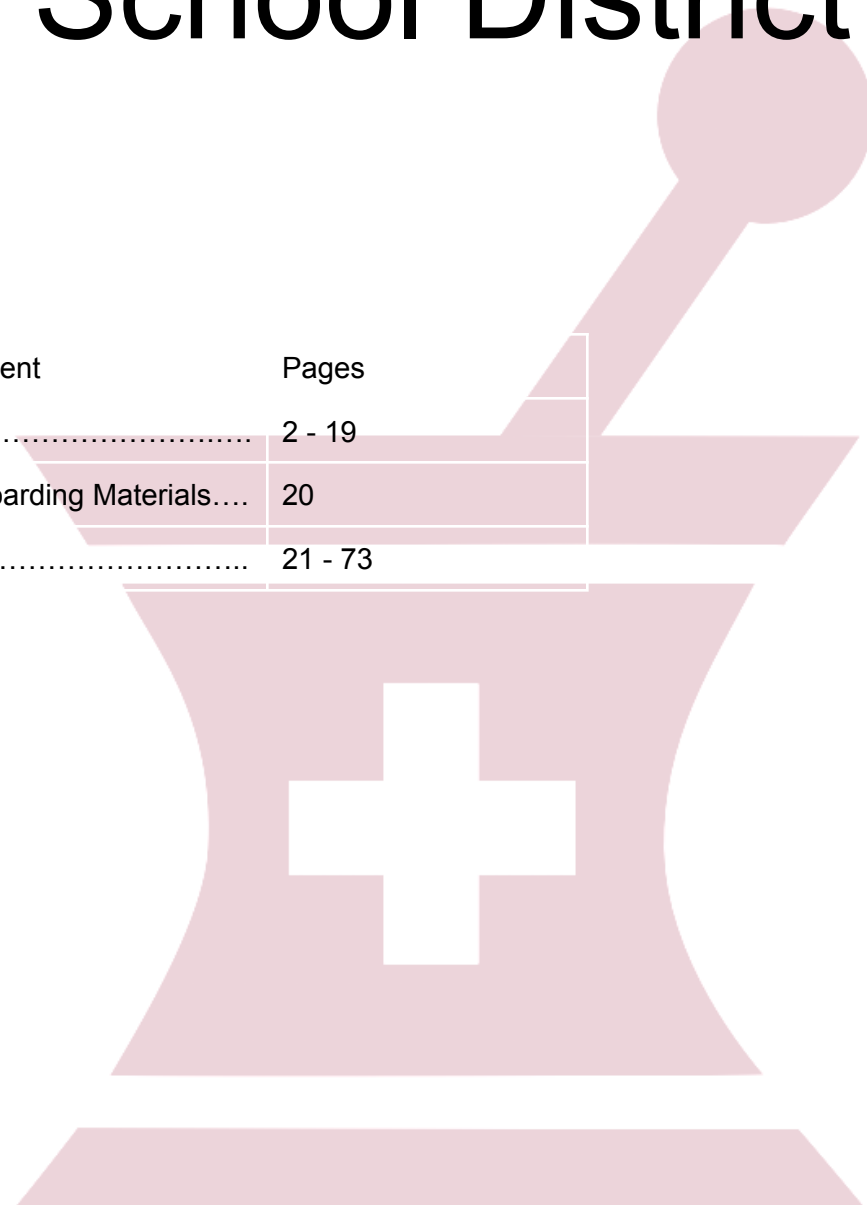 School District
ent Pages
…………………….…. 2 - 19
arding Materials…. 20
…………………….. 21 - 73